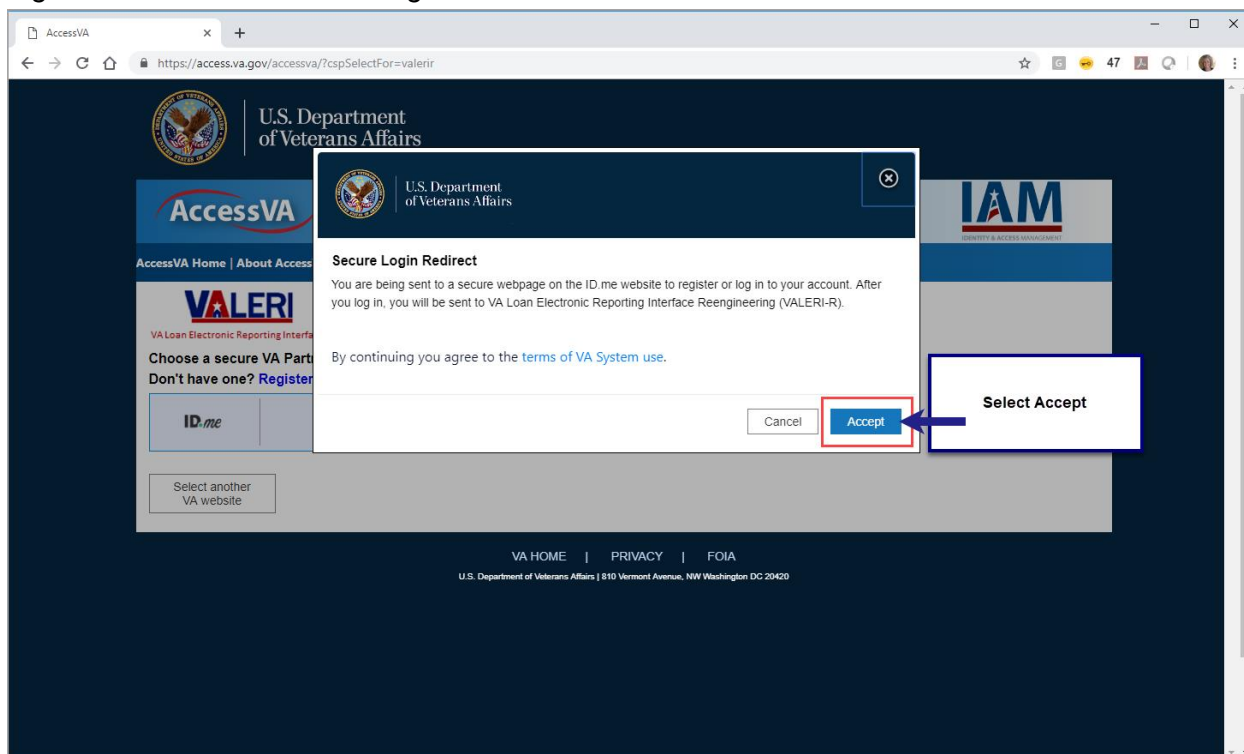 AccessVA
https://access.va.gov/accessva/?cspSelectFor=valerir
47
U.S. Department
of Veterans Affairs
U.S. Department
of Veterans Affairs
AccessVA
IAM
IDENTITY & ACCESS MANAGEMENT
AccessVA Home | About Access
Secure Login Redirect
You are being sent to a secure webpage on the ID.me website to register or log in to your account. After
you log in, you will be sent to VA Loan Electronic Reporting Interface Reengineering (VALERI-R).
VALERI
VA Loan Electronic Reporting Interfa
Choose a secure VA Part
Don't have one? Register
By continuing you agree to the terms of VA System use.
ID.me
Cancel
Accept
Select Accept
Select another
VA website
VA HOME | PRIVACY | FOIA
U.S. Department of Veterans Affairs | 810 Vermont Avenue, NW Washington DC 20420